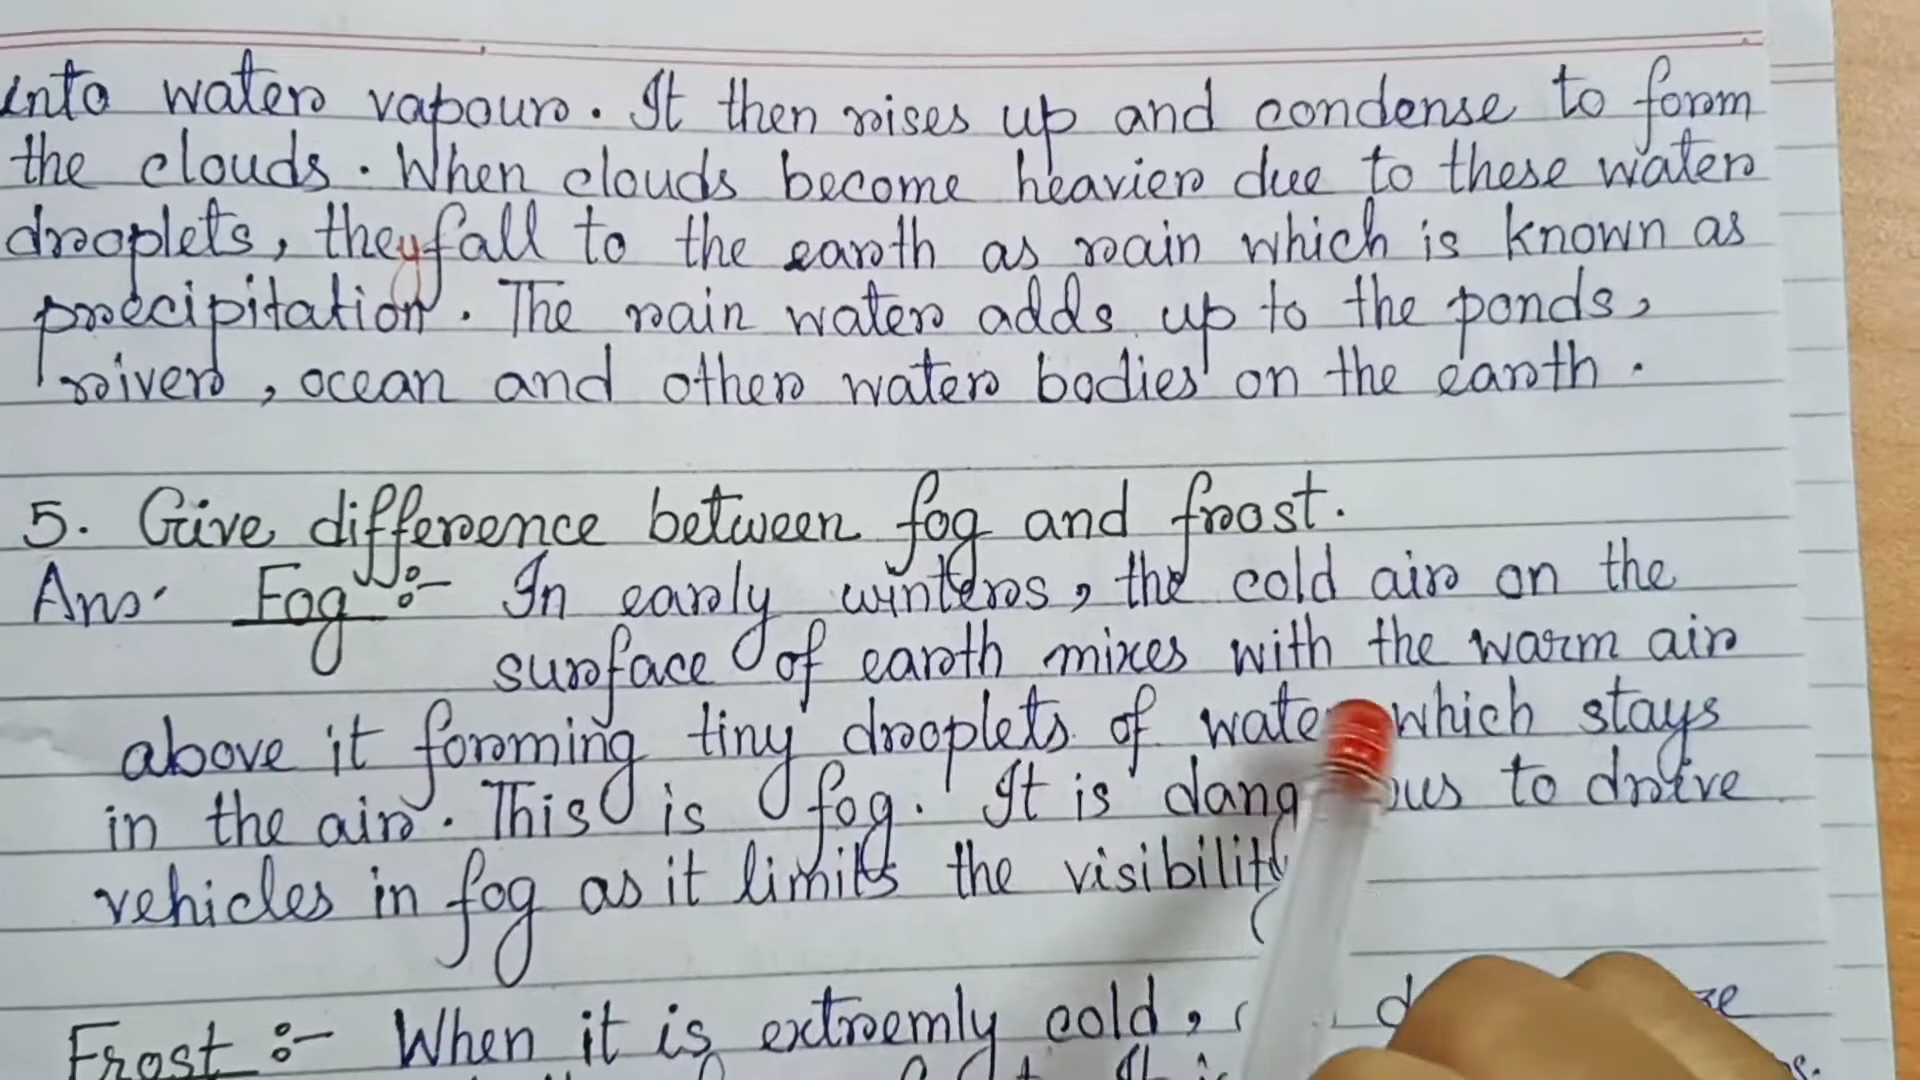 into water vapour. It then rises up and condense to form
the clouds. When clouds become heavier due to these water
droplets, they fall to the earth as rain which is known as
precipitation. The rain water adds up to the ponds,
river, ocean and other water bodies on the earth.
5. Give difference between fog and frost.
Ans. Fog :- In early winters, the cold air on the
surface of earth mixes with the warm air
above it forming tiny droplets of water which stays
in the air. This is fog. It is dangerous to drive
vehicles in fog as it limits the visibility
Frost :- When it is extremly cold,